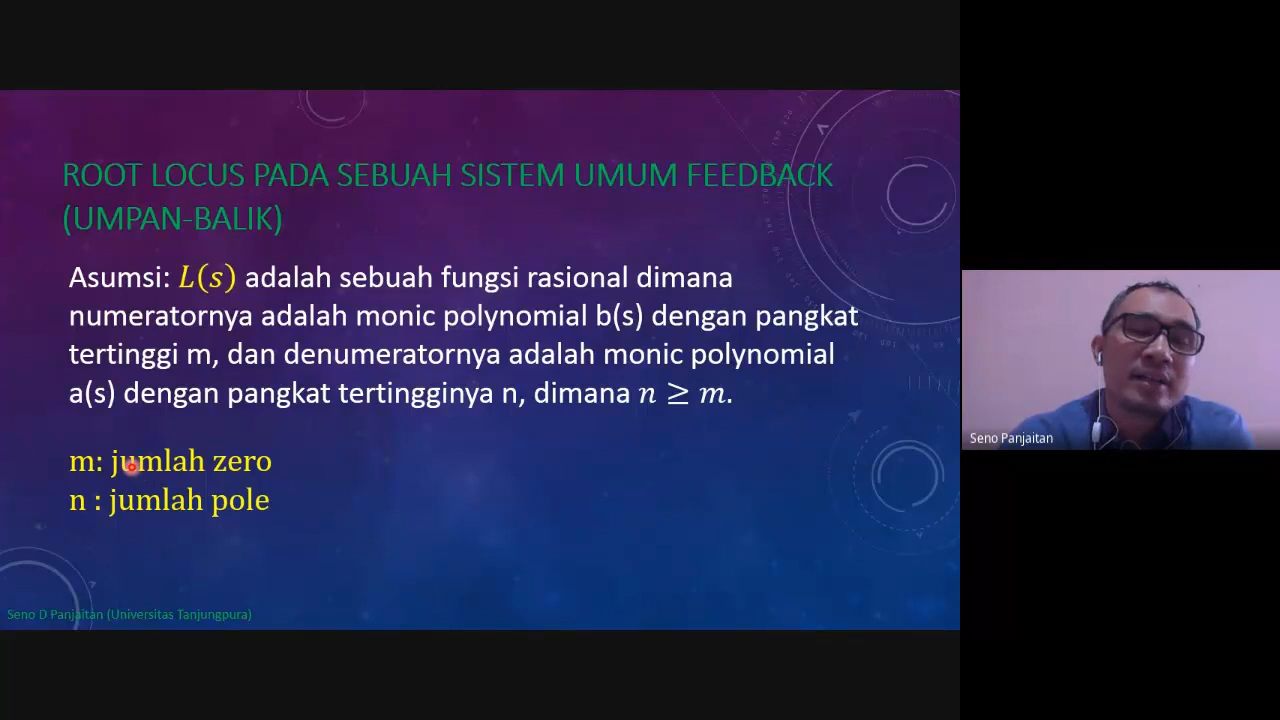 ROOT LOCUS PADA SEBUAH SISTEM UMUM FEEDBACK
(UMPAN-BALIK)
Asumsi: L(s) adalah sebuah fungsi rasional dimana
numeratornya adalah monic polynomial b(s) dengan pangkat
tertinggi m, dan denumeratornya adalah monic polynomial
a(s) dengan pangkat tertingginya n, dimana n ≥ m.
m: jumlah zero
n : jumlah pole
Seno D Panjaitan (Universitas Tanjungpura)
Seno Panjaitan